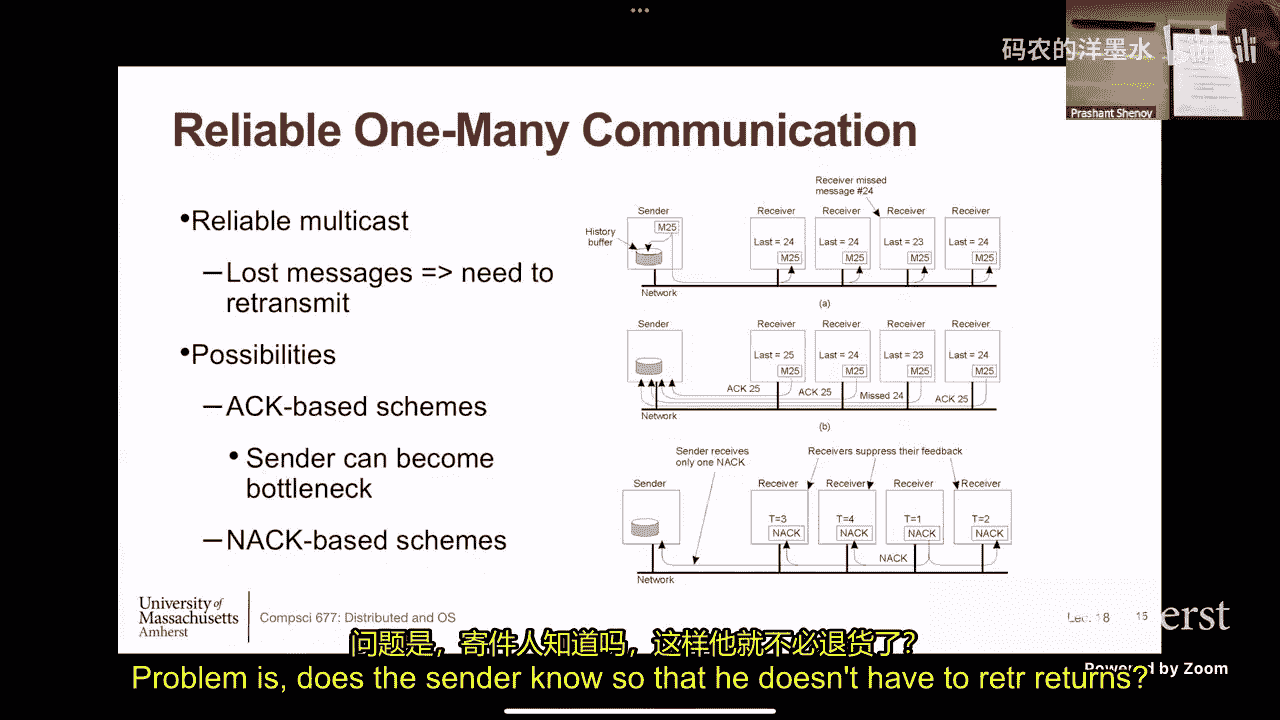 码农的洋墨水
Prashant Shenoy
Reliable One-Many Communication
•Reliable multicast
–Lost messages => need to
retransmit
•Possibilities
–ACK-based schemes
• Sender can become
bottleneck
–NACK-based schemes
Receiver missed
message #24
Sender
Receiver
Receiver
Receiver
Receiver
History
buffer
M25
Last = 24
Last = 24
Last = 23
Last = 24
M25
M25
M25
M25
Network
(a)
Sender
Receiver
Receiver
Receiver
Receiver
Last = 25
Last = 24
Last = 23
Last = 24
M25
M25
M25
M25
ACK 25
ACK 25
Missed 24
ACK 25
Network
(b)
Sender receives
only one NACK
Receivers suppress their feedback
Sender
Receiver
Receiver
Receiver
Receiver
T=3
T=4
T=1
T=2
NACK
NACK
NACK
NACK
NACK
Network
University of
Massachusetts
Amherst
Compsci 677: Distributed and OS
Lec. 18
15
erst
问题是，寄件人知道吗，这样他就不必退货了？
Problem is, does the sender know so that he doesn't have to retr returns?
Powered by Zoom